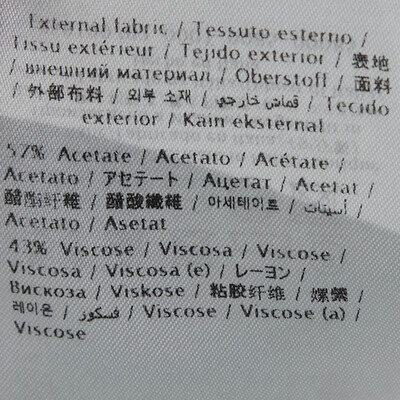 External fabric / Tessuto esterno /
Tissu extérieur / Tejido exterior / 表地
/ внешний материал / Oberstoff / 面料
/ 外部布料 / 외부 소재 / قماش خارجي / Tecido
exterior / Kain eksternal
57% Acetate / Acetato / Acétate /
Acetato / アセテート / Ацетат / Acetat /
醋酯纤维 / 醋酸纖維 / 아세테이트 / أسيتات /
Acetato / Asetat
43% Viscose / Viscosa / Viscose /
Viscosa / Viscosa (e) / レーヨン /
Вискоза / Viskose / 粘胶纤维 / 嫘縈
레이온 / فسكوز / Viscose / Viscose (a) /
Viscose